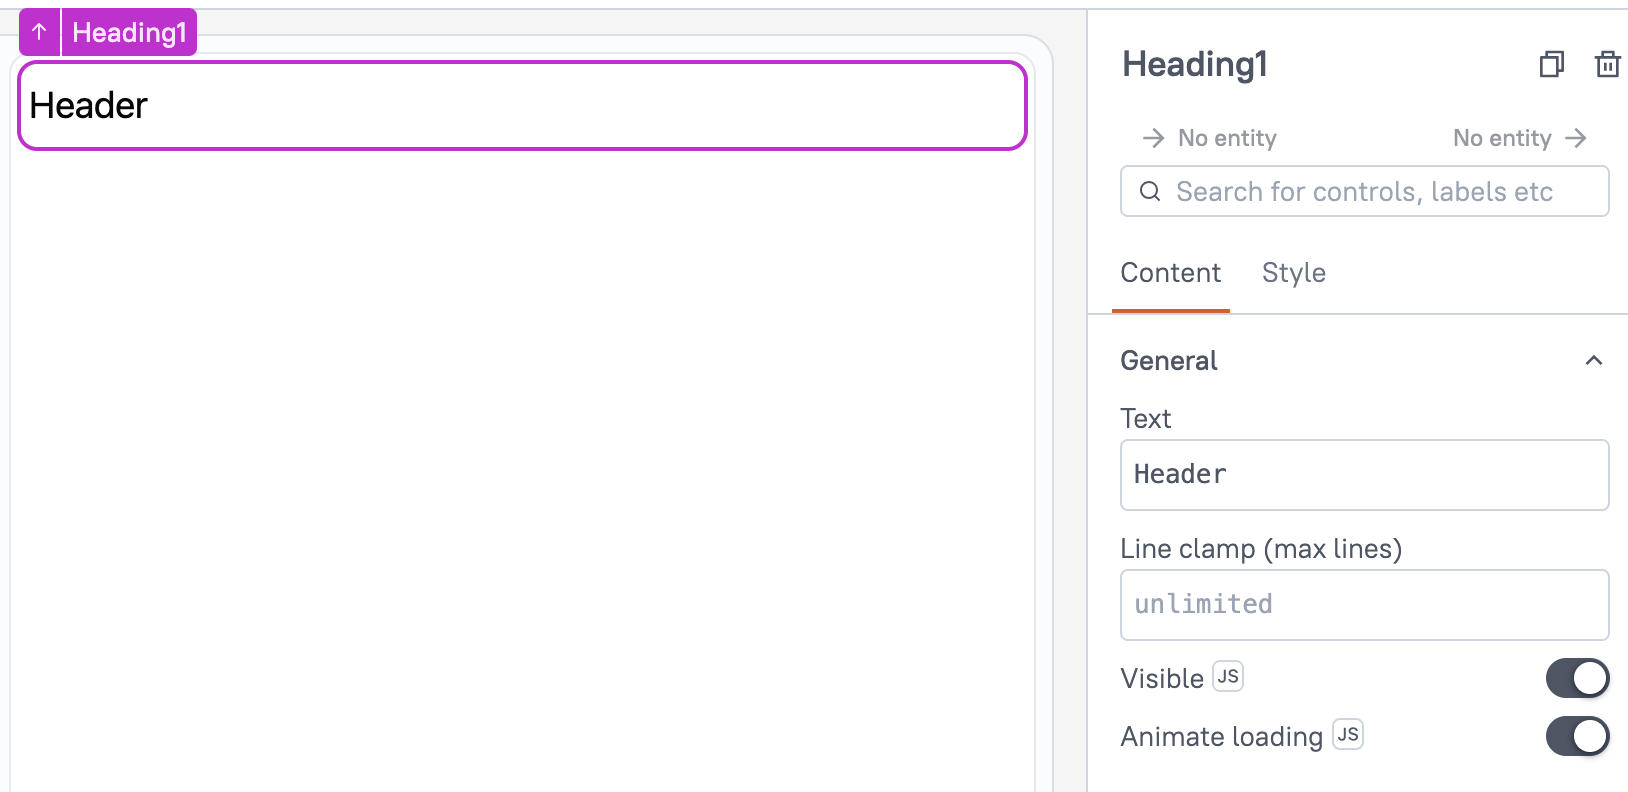 Heading1
Header
Heading1
No entity
No entity
Search for controls, labels etc
Content
Style
General
Text
Header
Line clamp (max lines)
unlimited
Visible JS
Animate loading JS